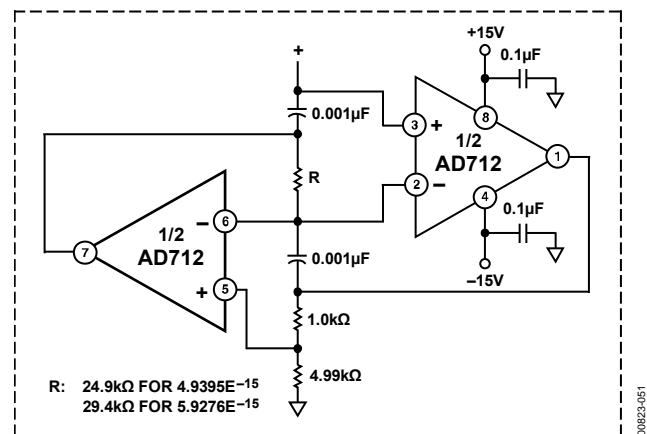 +15V
+
0.1µF
0.001µF
3
+
8
1/2
AD712
1
R
2
–
4
1/2
AD712
–
6
0.1µF
7
0.001µF
+
5
–15V
1.0kΩ
4.99kΩ
R: 24.9kΩ FOR 4.9395E–15
29.4kΩ FOR 5.9276E–15
00823-051